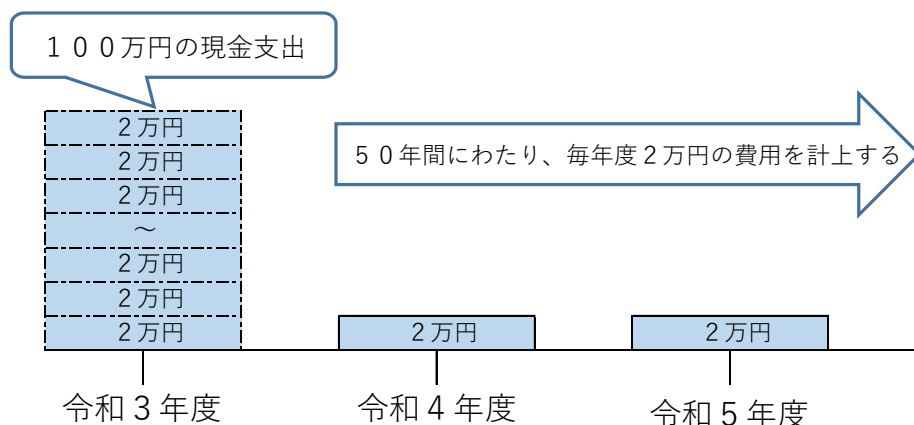 １００万円の現金支出
２万円
２万円
２万円
～
２万円
２万円
２万円
５０年間にわたり、毎年度２万円の費用を計上する
２万円
２万円
令和３年度
令和４年度
令和５年度